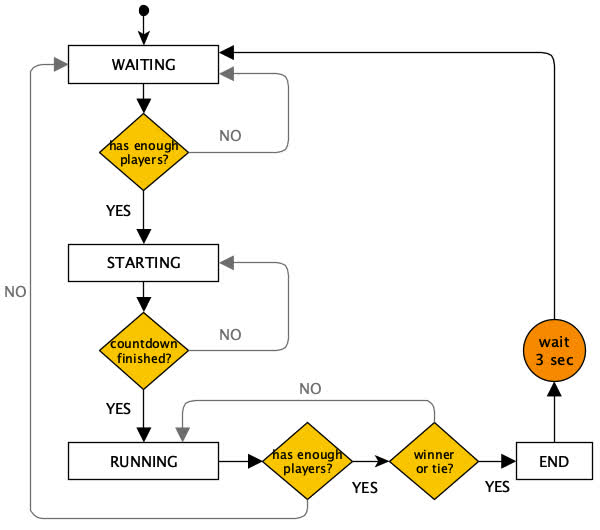 WAITING
NO
has enough
players?
YES
STARTING
NO
NO
countdown
finished?
wait
3 sec
YES
NO
RUNNING
has enough
players?
YES
winner
or tie?
YES
END